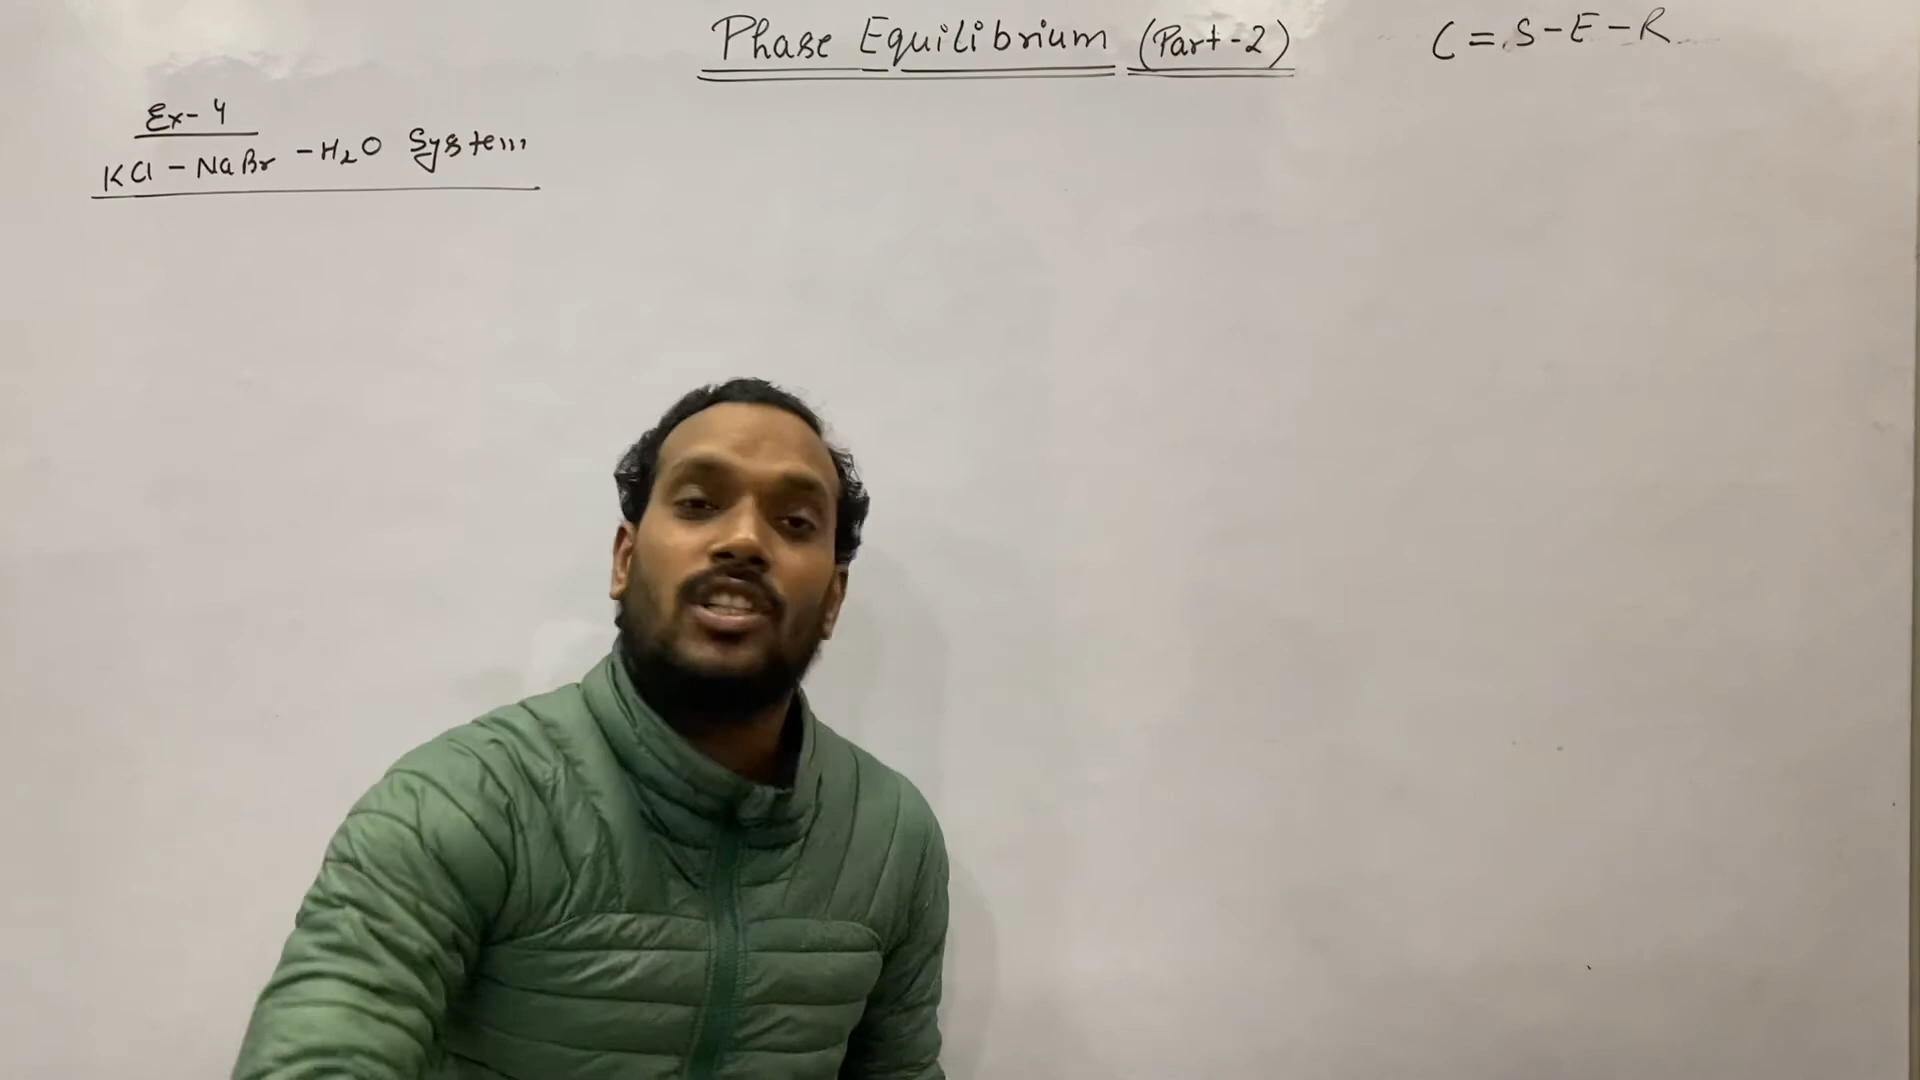 Phase Equilibrium (Part-2)
C = S - E - R
Ex-4
KCl - NaBr - H₂O System